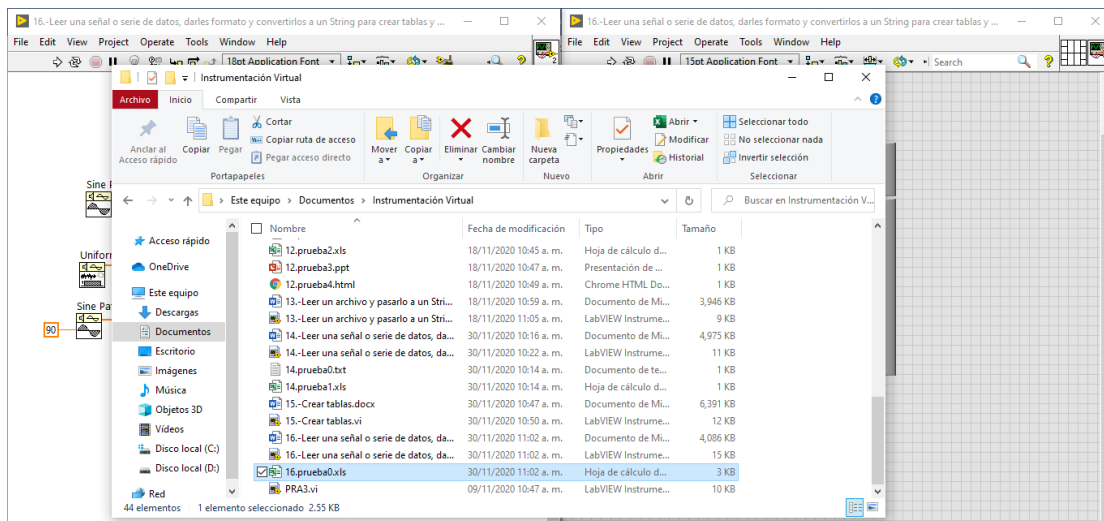 16.-Leer una señal o serie de datos, darles formato y convertirlos a un String para crear tablas y ...
16.-Leer una señal o serie de datos, darles formato y convertirlos a un String para crear tablas y ...
File Edit View Project Operate Tools Window Help
File Edit View Project Operate Tools Window Help
18pt Application Font
2
15pt Application Font
Search
Instrumentación Virtual
Archivo Inicio Compartir Vista
Anclar al
Acceso rápido
Copiar
Pegar
Cortar
Copiar ruta de acceso
Pegar acceso directo
Portapapeles
Mover
a
Copiar
a
Eliminar
Cambiar
nombre
Organizar
Nueva
carpeta
Nuevo
Propiedades
Abrir
Modificar
Historial
Abrir
Seleccionar todo
No seleccionar nada
Invertir selección
Seleccionar
Este equipo > Documentos > Instrumentación Virtual
Buscar en Instrumentación V...
Sine
Uniform
Sine Pa
90
Acceso rápido
OneDrive
Este equipo
Descargas
Documentos
Escritorio
Imágenes
Música
Objetos 3D
Vídeos
Disco local (C:)
Disco local (D:)
Red
Nombre Fecha de modificación Tipo Tamaño
12.prueba2.xls 18/11/2020 10:45 a. m. Hoja de cálculo d... 1 KB
12.prueba3.ppt 18/11/2020 10:47 a. m. Presentación de ... 1 KB
12.prueba4.html 18/11/2020 10:49 a. m. Chrome HTML Do... 1 KB
13.-Leer un archivo y pasarlo a un Stri... 18/11/2020 10:59 a. m. Documento de Mi... 3,946 KB
13.-Leer un archivo y pasarlo a un Stri... 18/11/2020 11:05 a. m. LabVIEW Instrume... 9 KB
14.-Leer una señal o serie de datos, da... 30/11/2020 10:16 a. m. Documento de Mi... 4,975 KB
14.-Leer una señal o serie de datos, da... 30/11/2020 10:22 a. m. LabVIEW Instrume... 11 KB
14.prueba0.txt 30/11/2020 10:14 a. m. Documento de te... 1 KB
14.prueba1.xls 30/11/2020 10:14 a. m. Hoja de cálculo d... 1 KB
15.-Crear tablas.docx 30/11/2020 10:47 a. m. Documento de Mi... 6,391 KB
15.-Crear tablas.vi 30/11/2020 10:50 a. m. LabVIEW Instrume... 12 KB
16.-Leer una señal o serie de datos, da... 30/11/2020 11:02 a. m. Documento de Mi... 4,086 KB
16.-Leer una señal o serie de datos, da... 30/11/2020 11:02 a. m. LabVIEW Instrume... 15 KB
16.prueba0.xls 30/11/2020 11:02 a. m. Hoja de cálculo d... 3 KB
PRA3.vi 09/11/2020 10:47 a. m. LabVIEW Instrume... 10 KB
44 elementos 1 elemento seleccionado 2.55 KB